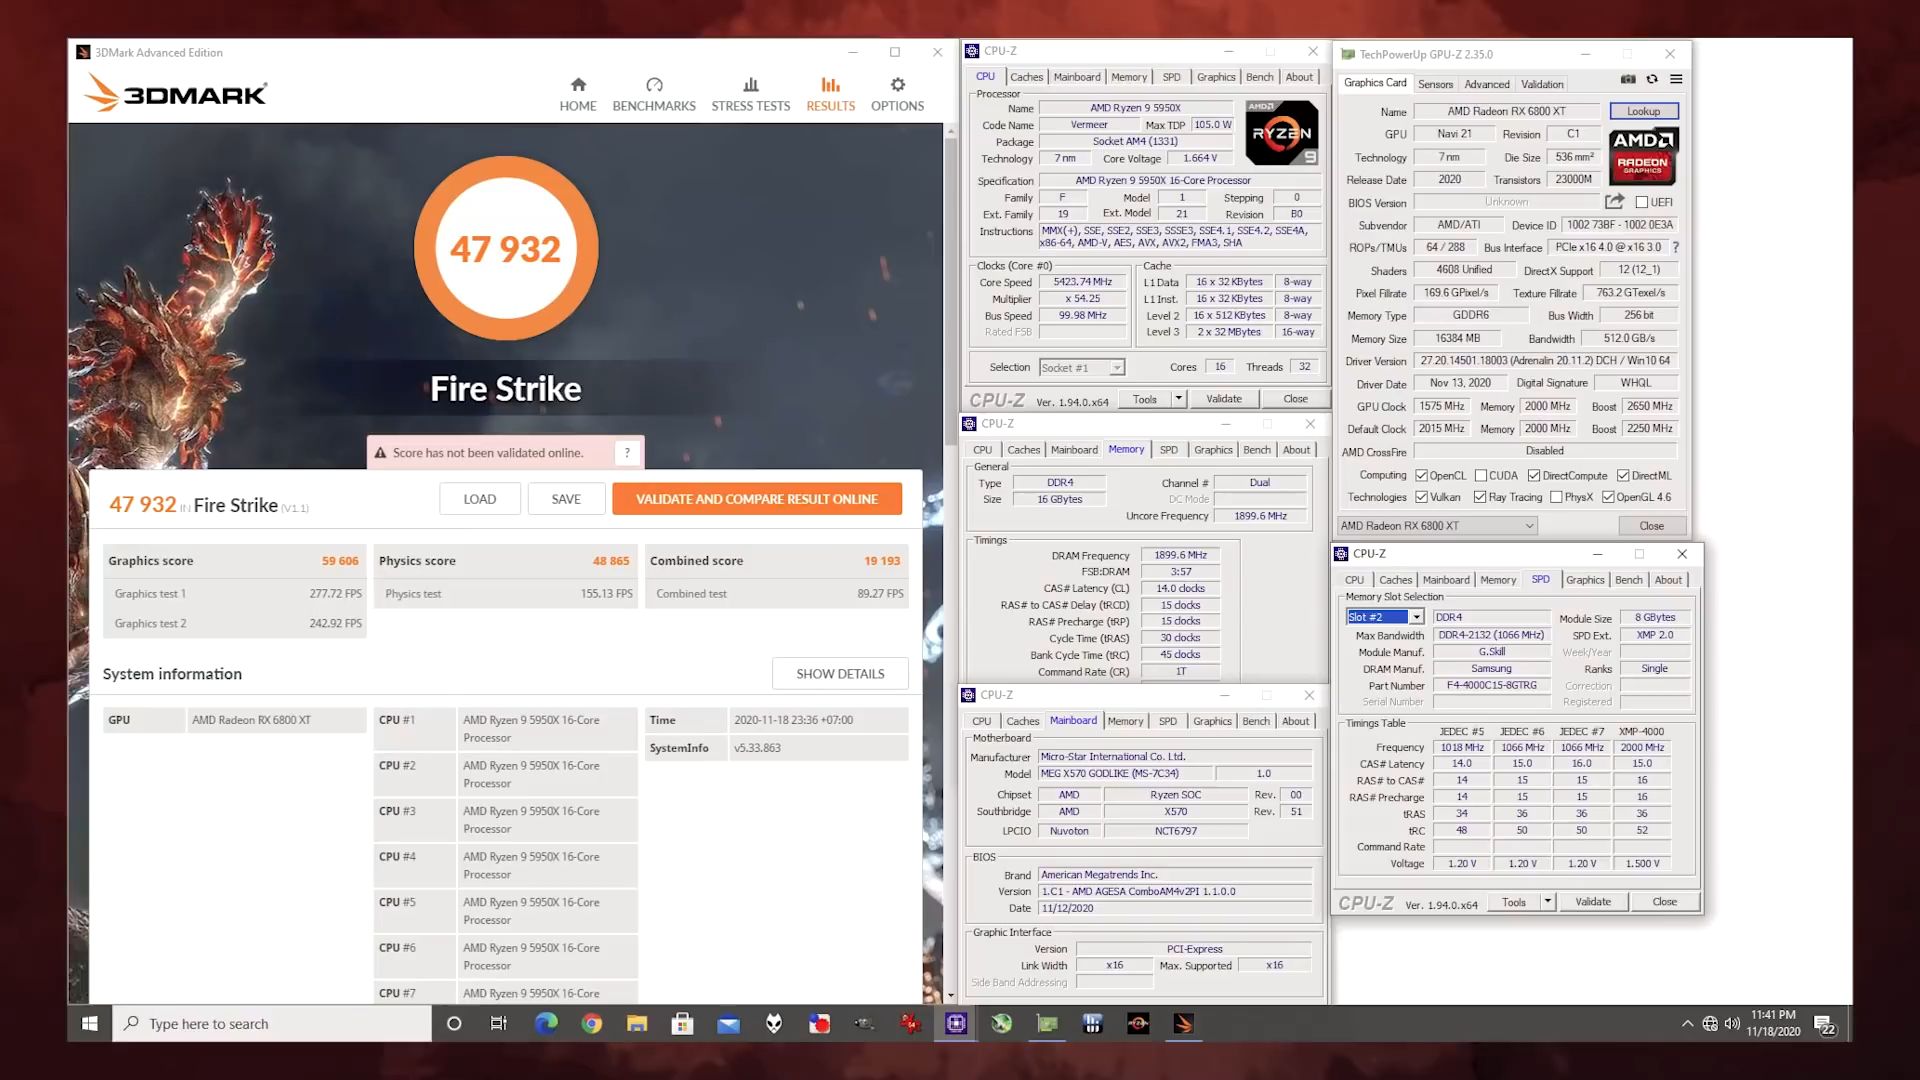 3DMark Advanced Edition
3DMARK
HOME
BENCHMARKS
STRESS TESTS
RESULTS
OPTIONS
47 932
Fire Strike
Score has not been validated online.
?
47 932 IN Fire Strike (V1.1)
LOAD
SAVE
VALIDATE AND COMPARE RESULT ONLINE
Graphics score 59 606
Graphics test 1 277.72 FPS
Graphics test 2 242.92 FPS
Physics score 48 865
Physics test 155.13 FPS
Combined score 19 193
Combined test 89.27 FPS
System information
SHOW DETAILS
GPU AMD Radeon RX 6800 XT
CPU #1 AMD Ryzen 9 5950X 16-Core
Processor
CPU #2 AMD Ryzen 9 5950X 16-Core
Processor
CPU #3 AMD Ryzen 9 5950X 16-Core
Processor
CPU #4 AMD Ryzen 9 5950X 16-Core
Processor
CPU #5 AMD Ryzen 9 5950X 16-Core
Processor
CPU #6 AMD Ryzen 9 5950X 16-Core
Processor
CPU #7 AMD Ryzen 9 5950X 16-Core
Time 2020-11-18 23:36 +07:00
SystemInfo v5.33.863
CPU-Z
CPU Caches Mainboard Memory SPD Graphics Bench About
Processor
Name AMD Ryzen 9 5950X
Code Name Vermeer Max TDP 105.0 W
Package Socket AM4 (1331)
Technology 7 nm Core Voltage 1.664 V
AMD
RYZEN
9
Specification AMD Ryzen 9 5950X 16-Core Processor
Family F Model 1 Stepping 0
Ext. Family 19 Ext. Model 21 Revision B0
Instructions MMX(+), SSE, SSE2, SSE3, SSSE3, SSE4.1, SSE4.2, SSE4A,
x86-64, AMD-V, AES, AVX, AVX2, FMA3, SHA
Clocks (Core #0)
Core Speed 5423.74 MHz
Multiplier x 54.25
Bus Speed 99.98 MHz
Rated FSB
Cache
L1 Data 16 x 32 KBytes 8-way
L1 Inst. 16 x 32 KBytes 8-way
Level 2 16 x 512 KBytes 8-way
Level 3 2 x 32 MBytes 16-way
Selection Socket #1 Cores 16 Threads 32
CPU-Z Ver. 1.94.0.x64 Tools Validate Close
CPU-Z
CPU Caches Mainboard Memory SPD Graphics Bench About
General
Type DDR4 Channel # Dual
Size 16 GBytes DC Mode
Uncore Frequency 1899.6 MHz
Timings
DRAM Frequency 1899.6 MHz
FSB:DRAM 3:57
CAS# Latency (CL) 14.0 clocks
RAS# to CAS# Delay (tRCD) 15 clocks
RAS# Precharge (tRP) 15 clocks
Cycle Time (tRAS) 30 clocks
Bank Cycle Time (tRC) 45 clocks
Command Rate (CR) 1T
CPU-Z
CPU Caches Mainboard Memory SPD Graphics Bench About
Motherboard
Manufacturer Micro-Star International Co. Ltd.
Model MEG X570 GODLIKE (MS-7C34) 1.0
Chipset AMD Ryzen SOC Rev. 00
Southbridge AMD X570 Rev. 51
LPCIO Nuvoton NCT6797
BIOS
Brand American Megatrends Inc.
Version 1.C1 - AMD AGESA ComboAM4v2PI 1.1.0.0
Date 11/12/2020
Graphic Interface
Version PCI-Express
Link Width x16 Max. Supported x16
Side Band Addressing
TechPowerUp GPU-Z 2.35.0
Graphics Card Sensors Advanced Validation
Name AMD Radeon RX 6800 XT Lookup
GPU Navi 21 Revision C1
Technology 7 nm Die Size 536 mm²
Release Date 2020 Transistors 23000M
AMD
RADEON
GRAPHICS
BIOS Version Unknown UEFI
Subvendor AMD/ATI Device ID 1002 73BF - 1002 0E3A
ROPs/TMUs 64 / 288 Bus Interface PCIe x16 4.0 @ x16 3.0 ?
Shaders 4608 Unified DirectX Support 12 (12_1)
Pixel Fillrate 169.6 GPixel/s Texture Fillrate 763.2 GTexel/s
Memory Type GDDR6 Bus Width 256 bit
Memory Size 16384 MB Bandwidth 512.0 GB/s
Driver Version 27.20.14501.18003 (Adrenalin 20.11.2) DCH / Win10 64
Driver Date Nov 13, 2020 Digital Signature WHQL
GPU Clock 1575 MHz Memory 2000 MHz Boost 2650 MHz
Default Clock 2015 MHz Memory 2000 MHz Boost 2250 MHz
AMD CrossFire Disabled
Computing OpenCL CUDA DirectCompute DirectML
Technologies Vulkan Ray Tracing PhysX OpenGL 4.6
AMD Radeon RX 6800 XT Close
CPU-Z
CPU Caches Mainboard Memory SPD Graphics Bench About
Memory Slot Selection
Slot #2 DDR4 Module Size 8 GBytes
Max Bandwidth DDR4-2132 (1066 MHz) SPD Ext. XMP 2.0
Module Manuf. G.Skill Week/Year
DRAM Manuf. Samsung Ranks Single
Part Number F4-4000C15-8GTRG Correction
Serial Number Registered
Timings Table
JEDEC #5 JEDEC #6 JEDEC #7 XMP-4000
Frequency 1018 MHz 1066 MHz 1066 MHz 2000 MHz
CAS# Latency 14.0 15.0 16.0 15.0
RAS# to CAS# 14 15 15 16
RAS# Precharge 14 15 15 16
tRAS 34 36 36 36
tRC 48 50 50 52
Command Rate
Voltage 1.20 V 1.20 V 1.20 V 1.500 V
CPU-Z Ver. 1.94.0.x64 Tools Validate Close
Type here to search
11:41 PM
11/18/2020
22